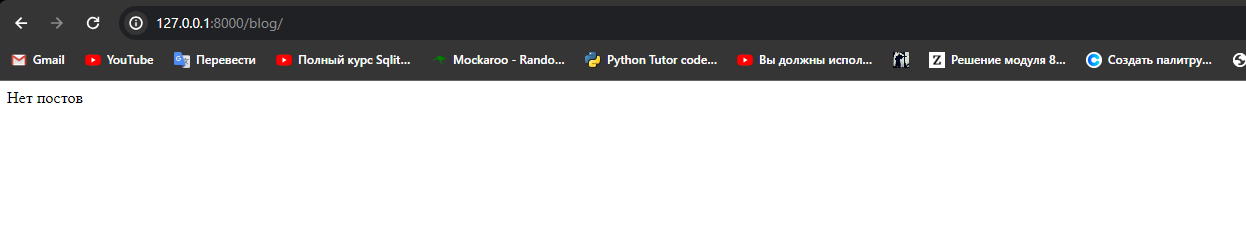 127.0.0.1:8000/blog/
Gmail YouTube Перевести Полный курс Sqlit... Mockaroo - Rando... Python Tutor code... Вы должны испол... Z Решение модуля 8... Создать палитру...
Нет постов